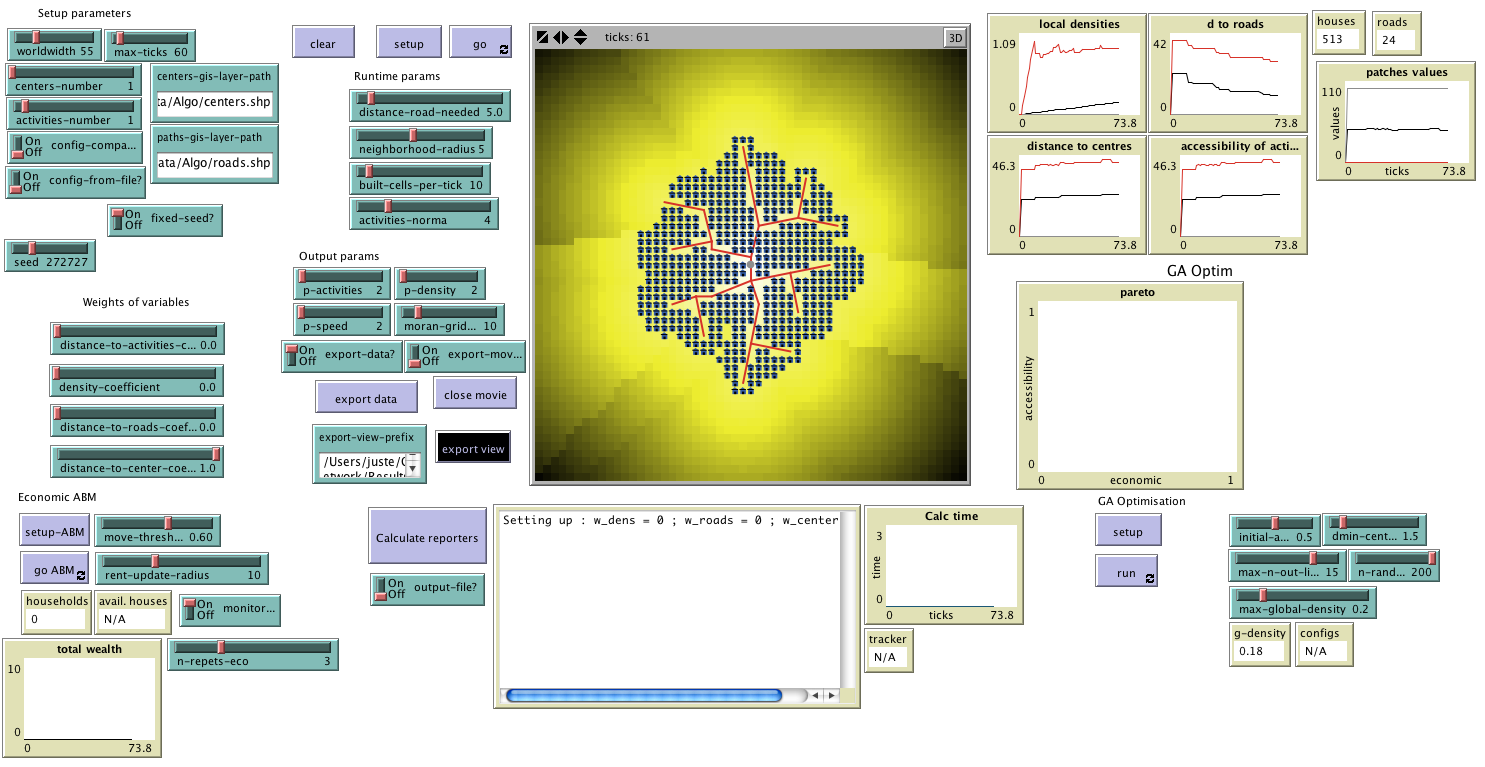 Setup parameters
worldwidth 55
max-ticks 60
centers-number 1
activities-number 1
centers-gis-layer-path
ta/Algo/centers.shp
paths-gis-layer-path
ata/Algo/roads.shp
On
Off
config-compa...
On
Off
config-from-file?
On
Off
fixed-seed?
seed 272727
Weights of variables
distance-to-activities-c... 0.0
density-coefficient 0.0
distance-to-roads-coef... 0.0
distance-to-center-coe... 1.0
clear
setup
go
Runtime params
distance-road-needed 5.0
neighborhood-radius 5
built-cells-per-tick 10
activities-norma 4
Output params
p-activities 2
p-density 2
p-speed 2
moran-grid... 10
On
Off
export-data?
On
Off
export-mov...
export data
close movie
export-view-prefix
/Users/juste/
etwork/Result
export view
ticks: 61
3D
local densities
1.09
0
0
73.8
d to roads
42
0
0
73.8
distance to centres
46.3
0
0
73.8
accessibility of acti...
46.3
0
0
73.8
houses
513
roads
24
patches values
110
values
0
0
ticks
73.8
GA Optim
pareto
1
accessibility
0
0
economic
1
Economic ABM
setup-ABM
move-thresh... 0.60
go ABM
rent-update-radius 10
households
0
avail. houses
N/A
On
Off
monitor...
total wealth
10
0
0
73.8
n-repets-eco 3
Calculate reporters
On
Off
output-file?
Setting up : w_dens = 0 ; w_roads = 0 ; w_center
Calc time
3
time
0
0
ticks
73.8
tracker
N/A
GA Optimisation
setup
run
initial-a... 0.5
dmin-cent... 1.5
max-n-out-li... 15
n-rand... 200
max-global-density 0.2
g-density
0.18
configs
N/A